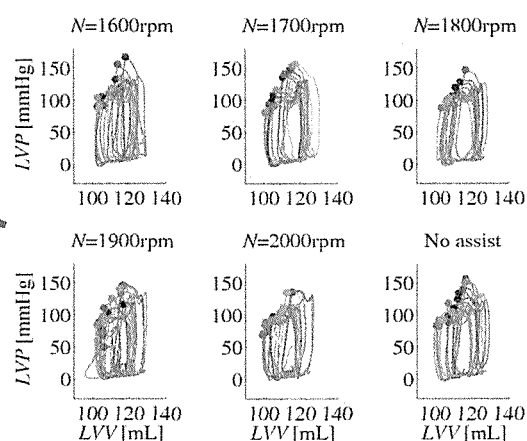 N=1600rpm N=1700rpm N=1800rpm
LVP [mmHg]
150 150 150
100 100 100
50 50 50
0 0 0
100 120 140 100 120 140 100 120 140
N=1900rpm N=2000rpm No assist
LVP [mmHg]
150 150 150
100 100 100
50 50 50
0 0 0
100 120 140 100 120 140 100 120 140
LVV [mL] LVV [mL] LVV [mL]